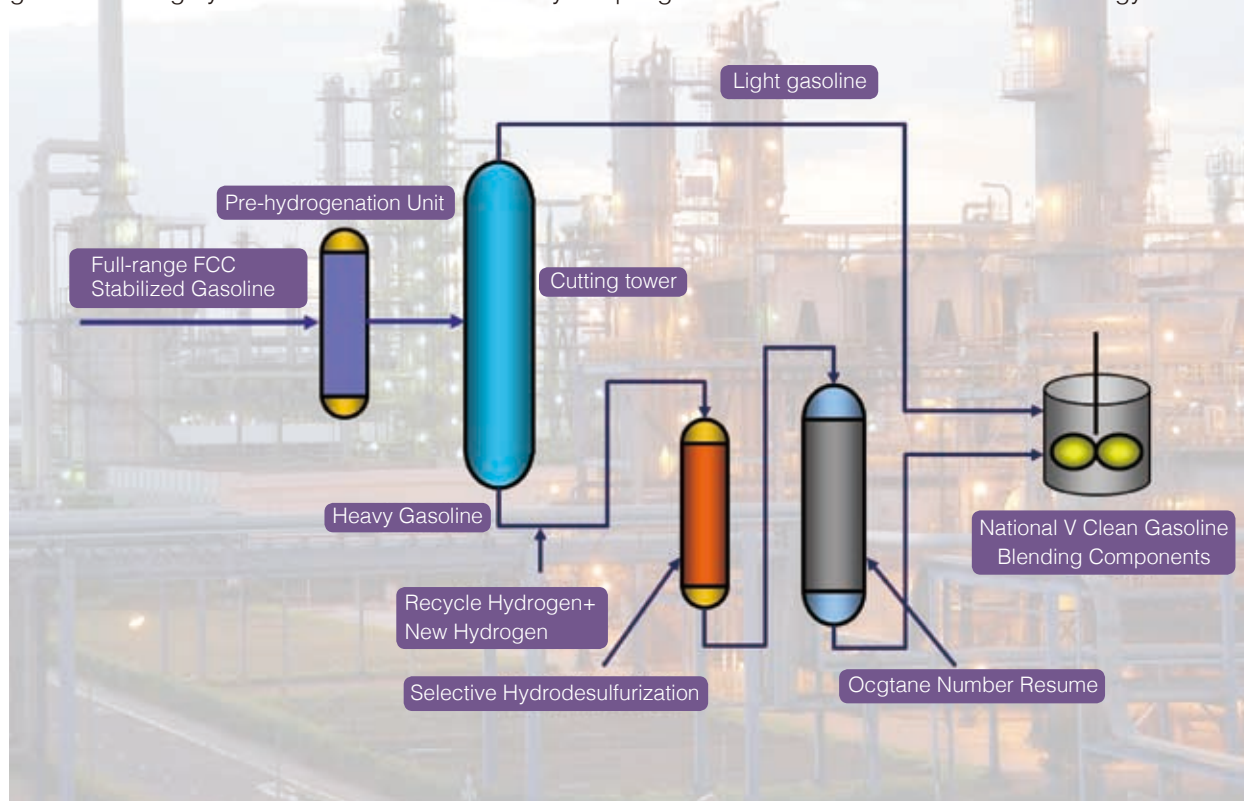 Light gasoline
Pre-hydrogenation Unit
Full-range FCC
Stabilized Gasoline
Cutting tower
Heavy Gasoline
National V Clean Gasoline
Blending Components
Recycle Hydrogen+
New Hydrogen
Selective Hydrodesulfurization
Ocgtane Number Resume